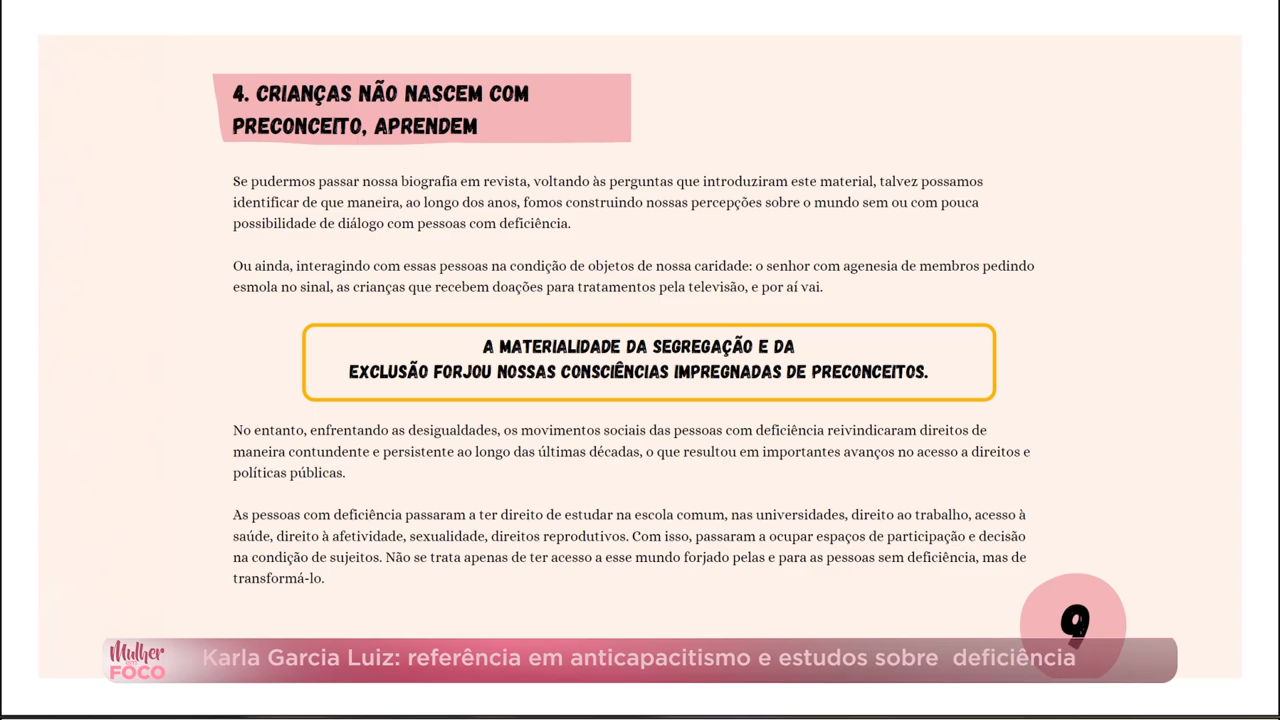 4. CRIANÇAS NÃO NASCEM COM
PRECONCEITO, APRENDEM
Se pudermos passar nossa biografia em revista, voltando às perguntas que introduziram este material, talvez possamos
identificar de que maneira, ao longo dos anos, fomos construindo nossas percepções sobre o mundo sem ou com pouca
possibilidade de diálogo com pessoas com deficiência.
Ou ainda, interagindo com essas pessoas na condição de objetos de nossa caridade: o senhor com agenesia de membros pedindo
esmola no sinal, as crianças que recebem doações para tratamentos pela televisão, e por aí vai.
A MATERIALIDADE DA SEGREGAÇÃO E DA
EXCLUSÃO FORJOU NOSSAS CONSCIÊNCIAS IMPREGNADAS DE PRECONCEITOS.
No entanto, enfrentando as desigualdades, os movimentos sociais das pessoas com deficiência reivindicaram direitos de
maneira contundente e persistente ao longo das últimas décadas, o que resultou em importantes avanços no acesso a direitos e
políticas públicas.
As pessoas com deficiência passaram a ter direito de estudar na escola comum, nas universidades, direito ao trabalho, acesso à
saúde, direito à afetividade, sexualidade, direitos reprodutivos. Com isso, passaram a ocupar espaços de participação e decisão
na condição de sujeitos. Não se trata apenas de ter acesso a esse mundo forjado pelas e para as pessoas sem deficiência, mas de
transformá-lo.
9
Mulher
em
FOCO
Karla Garcia Luiz: referência em anticapacitismo e estudos sobre deficiência